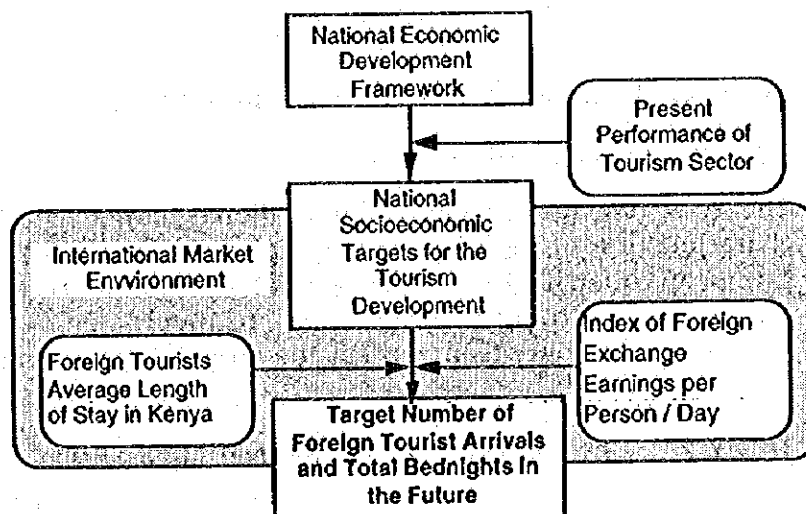 National Economic
Development
Framework
Present
Performance of
Tourism Sector
National
Socioeconomic
Targets for the
Tourism
Development
International Market
Envvironment
Foreign Tourists
Average Length
of Stay in Kenya
Index of Foreign
Exchange
Earnings per
Person / Day
Target Number of
Foreign Tourist Arrivals
and Total Bednights in
the Future